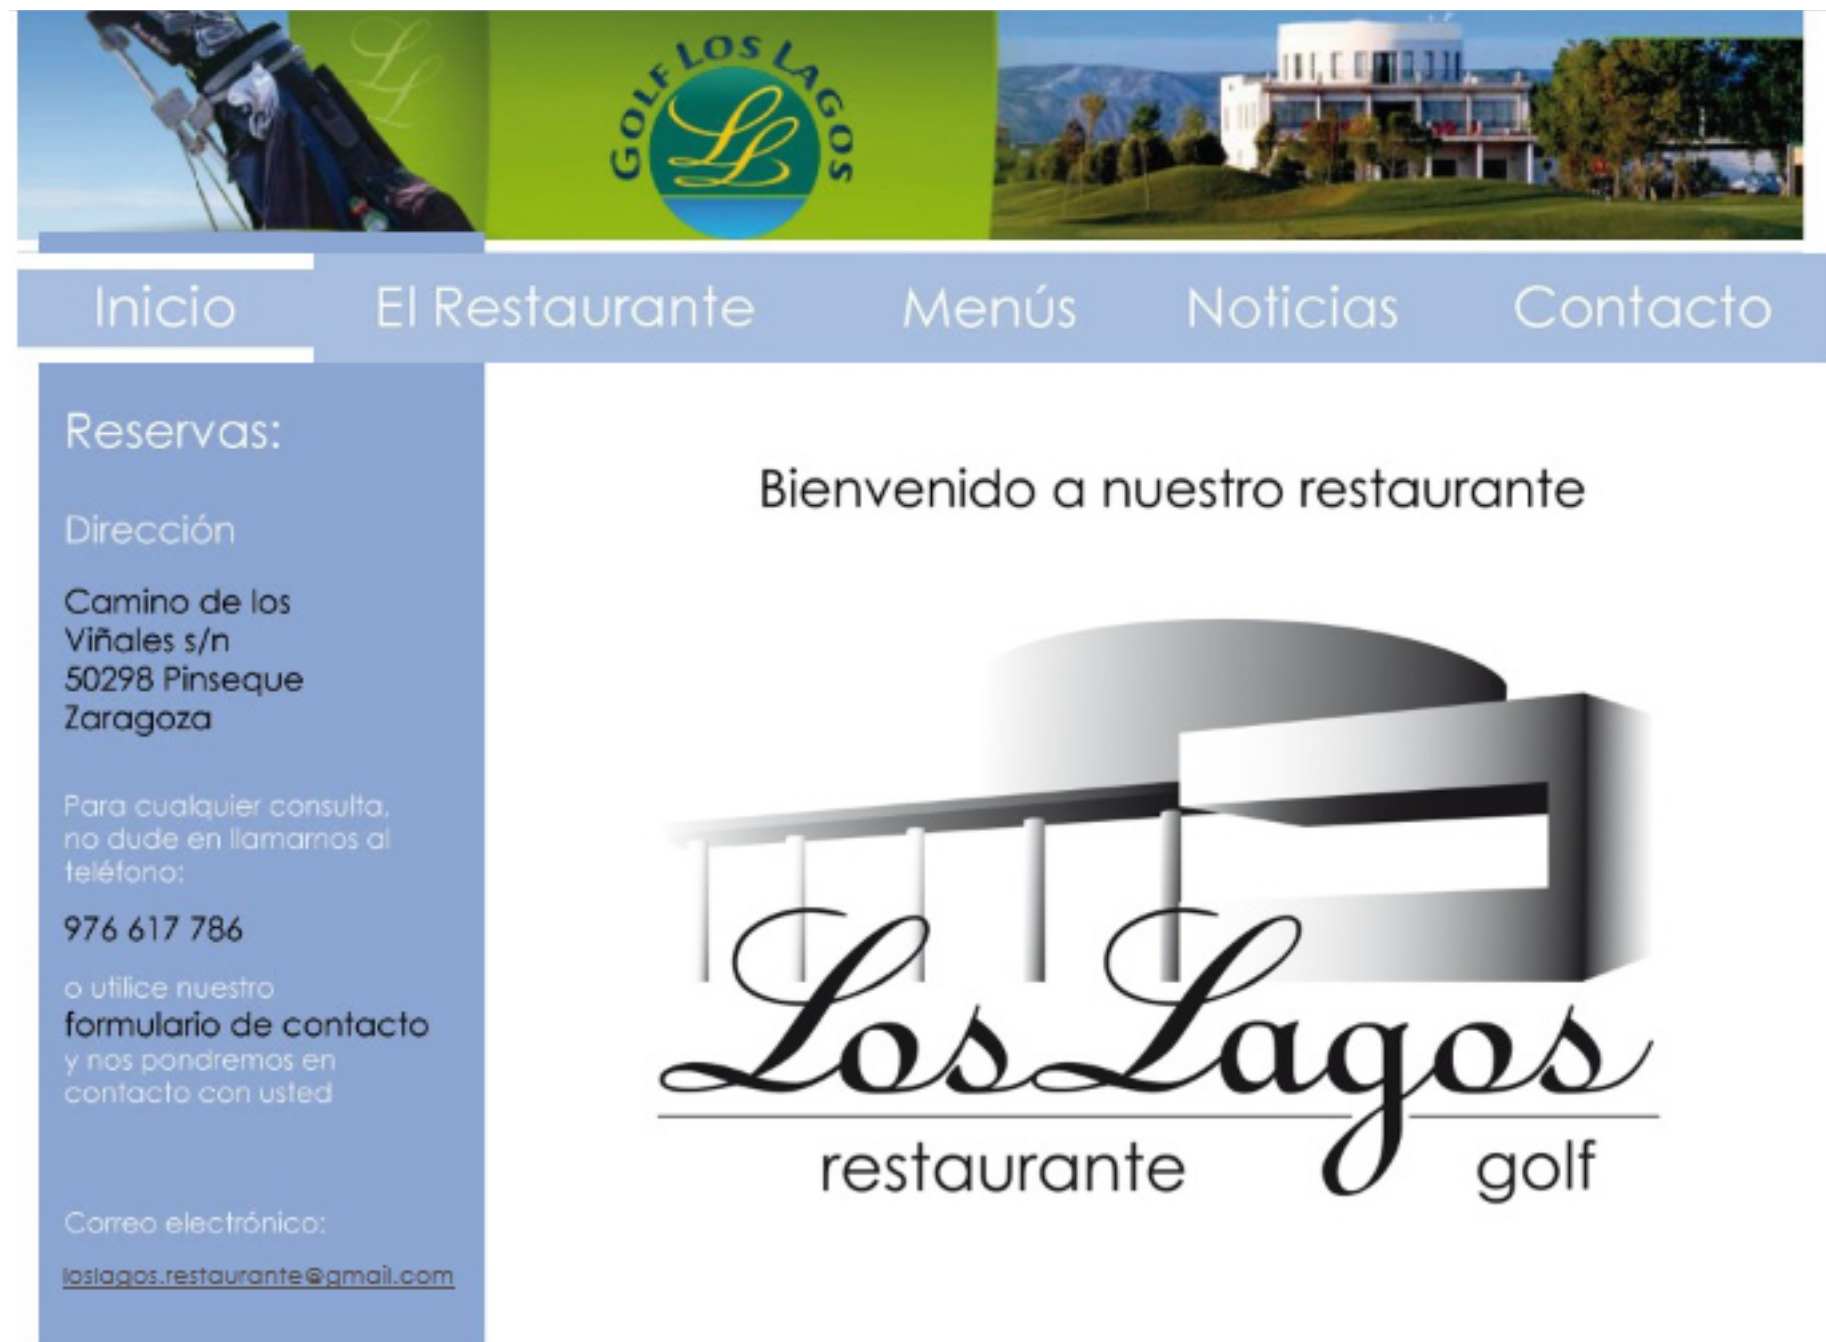 GOLF LOS LAGOS
LL
LL
Inicio
El Restaurante
Menús
Noticias
Contacto
Reservas:
Dirección
Camino de los
Viñales s/n
50298 Pinseque
Zaragoza
Para cualquier consulta,
no dude en llamarnos al
teléfono:
976 617 786
o utilice nuestro
formulario de contacto
y nos pondremos en
contacto con usted
Correo electrónico:
loslagos.restaurante@gmail.com
Bienvenido a nuestro restaurante
Los Lagos
restaurante golf